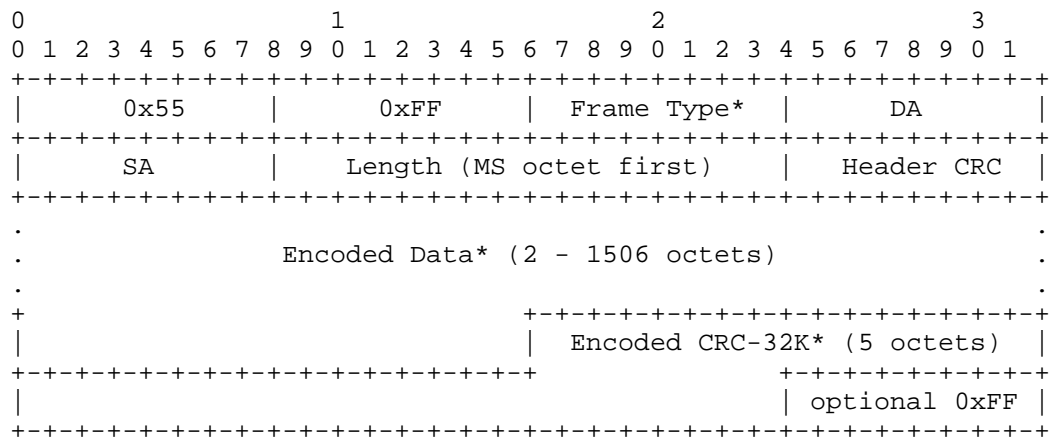 0                   1                   2                   3
0 1 2 3 4 5 6 7 8 9 0 1 2 3 4 5 6 7 8 9 0 1 2 3 4 5 6 7 8 9 0 1
+-+-+-+-+-+-+-+-+-+-+-+-+-+-+-+-+-+-+-+-+-+-+-+-+-+-+-+-+-+-+-+-+
|      0x55     |      0xFF     |  Frame Type*  |      DA       |
+-+-+-+-+-+-+-+-+-+-+-+-+-+-+-+-+-+-+-+-+-+-+-+-+-+-+-+-+-+-+-+-+
|      SA       |   Length (MS octet first)     |   Header CRC  |
+-+-+-+-+-+-+-+-+-+-+-+-+-+-+-+-+-+-+-+-+-+-+-+-+-+-+-+-+-+-+-+-+
.                                                               .
.               Encoded Data* (2 - 1506 octets)                 .
.                                                               .
+                               +-+-+-+-+-+-+-+-+-+-+-+-+-+-+-+-+
|                               |  Encoded CRC-32K* (5 octets)  |
+-+-+-+-+-+-+-+-+-+-+-+-+-+-+-+-+               +-+-+-+-+-+-+-+-+
|                                               | optional 0xFF |
+-+-+-+-+-+-+-+-+-+-+-+-+-+-+-+-+-+-+-+-+-+-+-+-+-+-+-+-+-+-+-+-+